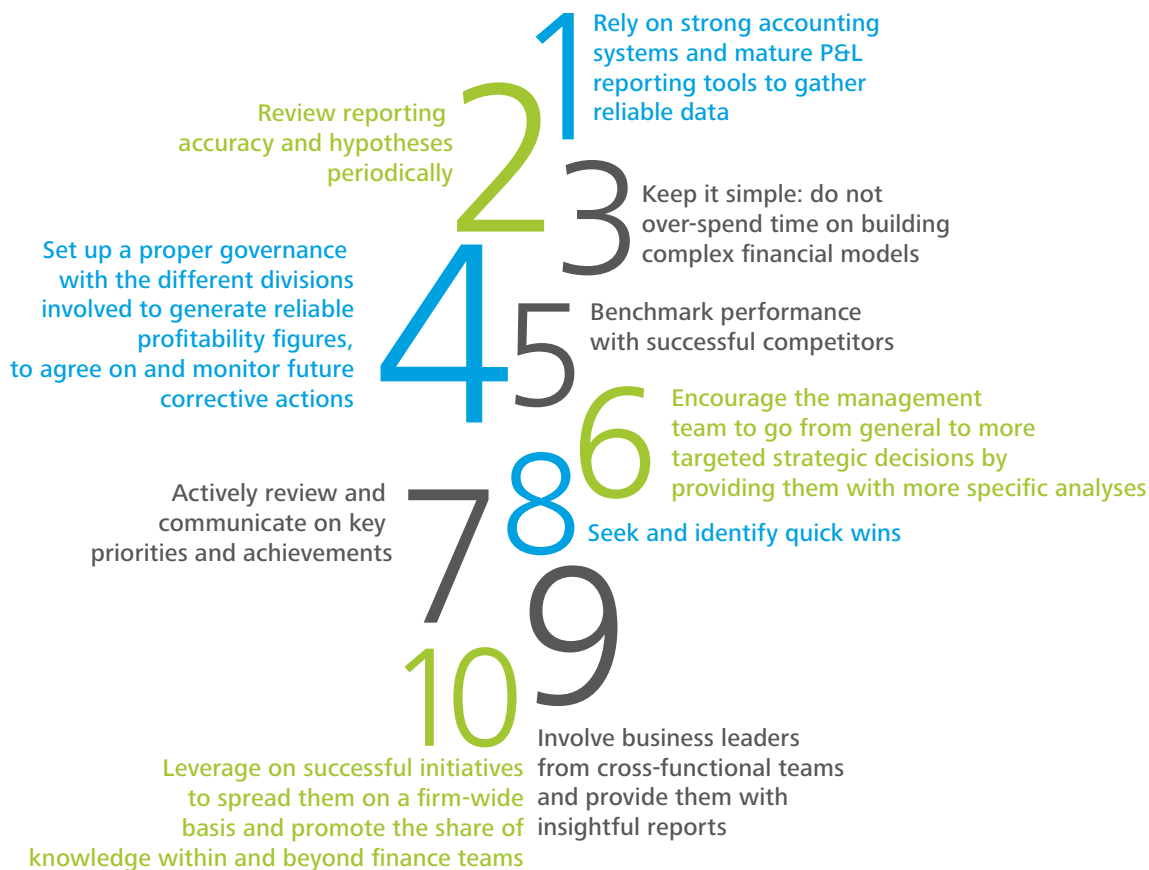 1
Rely on strong accounting
systems and mature P&L
reporting tools to gather
reliable data
2
Review reporting
accuracy and hypotheses
periodically
3
Keep it simple: do not
over-spend time on building
complex financial models
4
Set up a proper governance
with the different divisions
involved to generate reliable
profitability figures,
to agree on and monitor future
corrective actions
5
Benchmark performance
with successful competitors
6
Encourage the management
team to go from general to more
targeted strategic decisions by
providing them with more specific analyses
7
Actively review and
communicate on key
priorities and achievements
8
Seek and identify quick wins
9
Involve business leaders
from cross-functional teams
and provide them with
insightful reports
10
Leverage on successful initiatives
to spread them on a firm-wide
basis and promote the share of
knowledge within and beyond finance teams